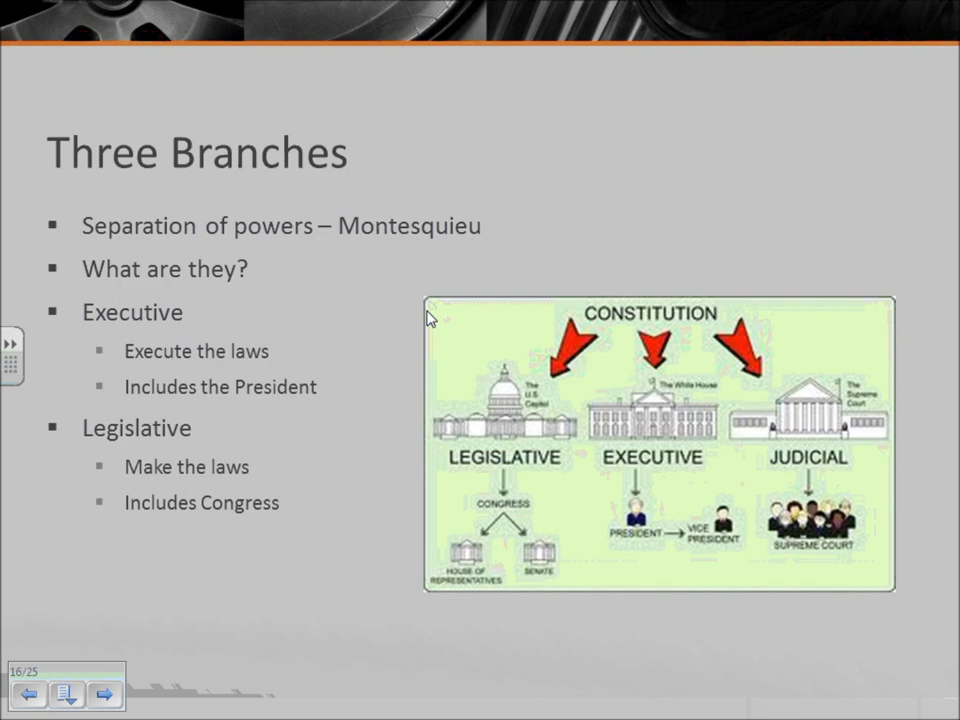 Three Branches
Separation of powers – Montesquieu
What are they?
Executive
Execute the laws
Includes the President
Legislative
Make the laws
Includes Congress
CONSTITUTION
The
U.S
Capitol
The White House
The
Supreme
Court
LEGISLATIVE
EXECUTIVE
JUDICIAL
CONGRESS
PRESIDENT
VICE
PRESIDENT
SUPREME COURT
HOUSE OF
REPRESENTATIVES
SENATE
16/25